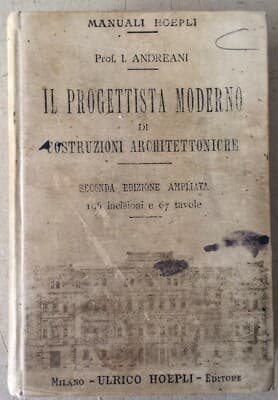 MANUALI HOEPLI
Prof. I. ANDREANI
IL PROGETTISTA MODERNO
DI
COSTRUZIONI ARCHITETTONICHE
SECONDA EDIZIONE AMPLIATA
196 incisioni e 67 tavole
MILANO - ULRICO HOEPLI - EDITORE